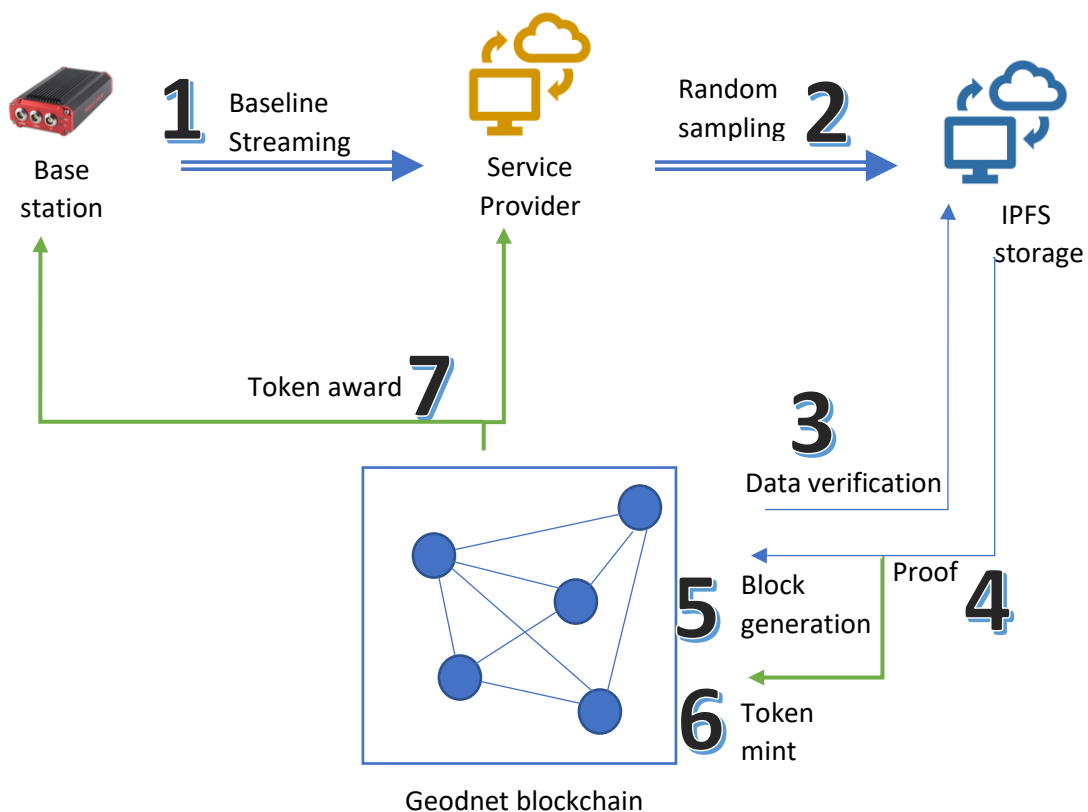 1
Baseline
Streaming
Random
sampling
2
Base
station
Service
Provider
IPFS
storage
Token award
7
3
Data verification
Proof
4
5
Block
generation
6
Token
mint
Geodnet blockchain